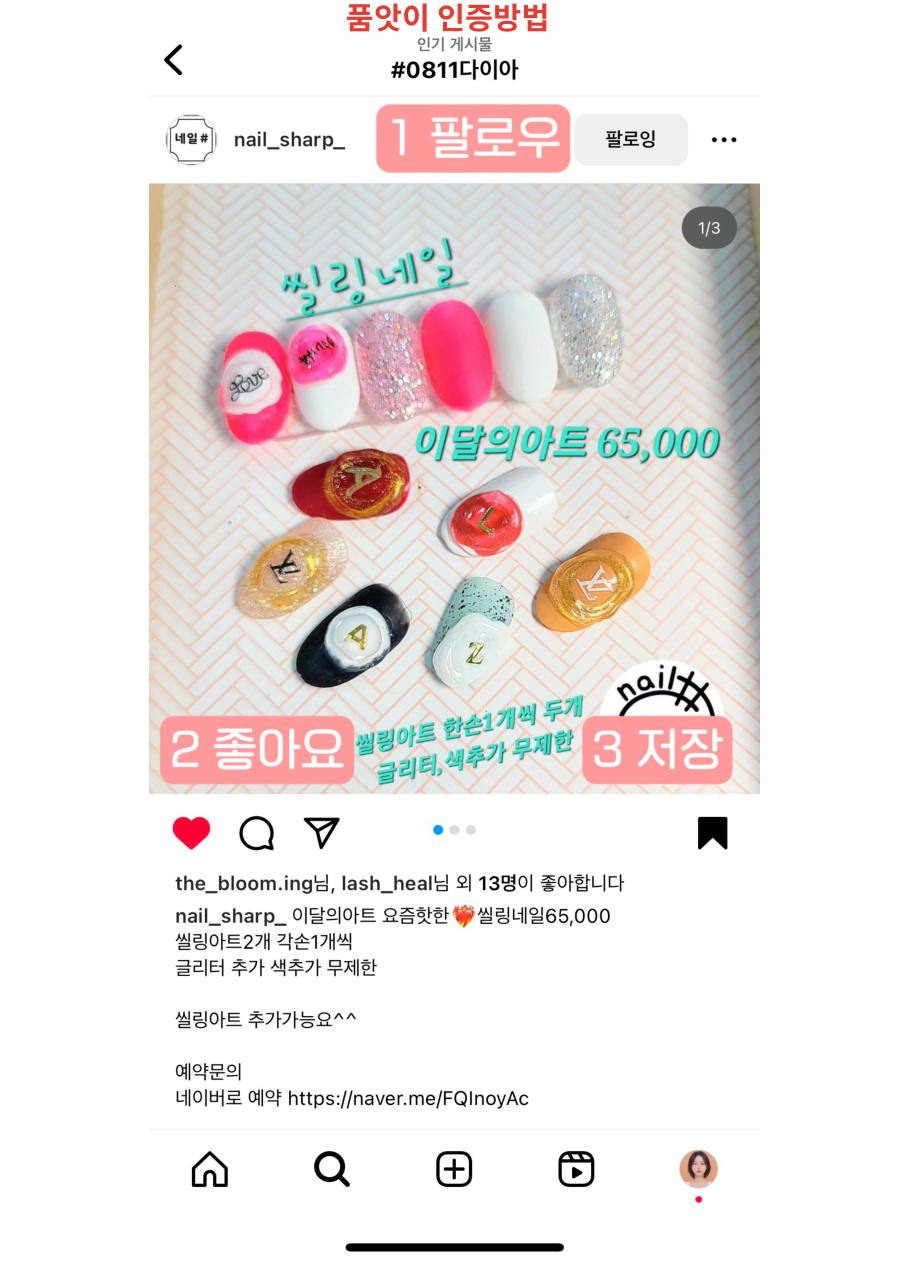 품앗이 인증방법
인기 게시물
#0811다이아
네일#
nail_sharp_
1 팔로우
팔로잉
1/3
씰링네일
Love
이달의아트 65,000
A
L
LV
LV
A
Z
nail#
씰링아트 한손1개씩 두개
글리터,색추가 무제한
2 좋아요
3 저장
the_bloom.ing님, lash_heal님 외 13명이 좋아합니다
nail_sharp_ 이달의아트 요즘핫한❤️‍🔥씰링네일65,000
씰링아트2개 각손1개씩
글리터 추가 색추가 무제한
씰링아트 추가가능요^^
예약문의
네이버로 예약 https://naver.me/FQInoyAc